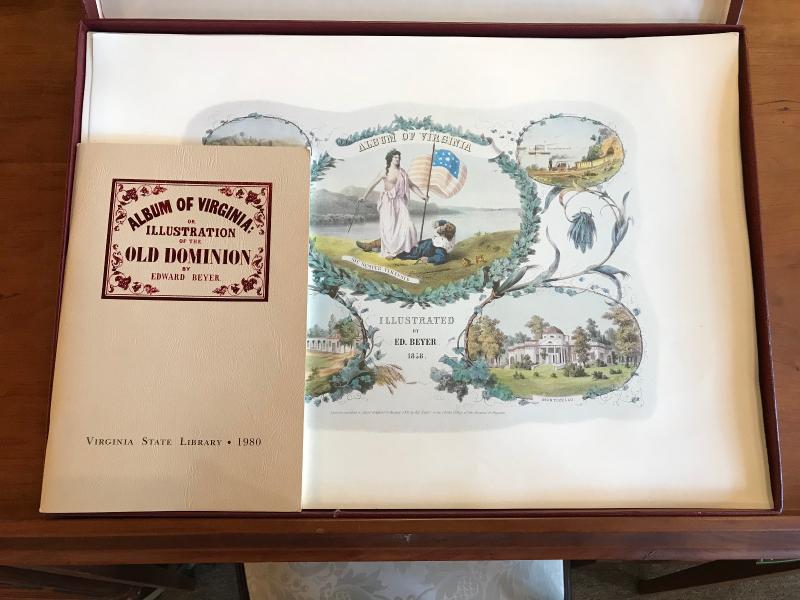 ALBUM OF VIRGINIA:
OR
ILLUSTRATION
OF THE
OLD DOMINION
BY
EDWARD BEYER
VIRGINIA STATE LIBRARY • 1980
ALBUM OF VIRGINIA
SIC SEMPER TYRANNIS
ILLUSTRATED
BY
ED. BEYER
1858.
MONTICELLO